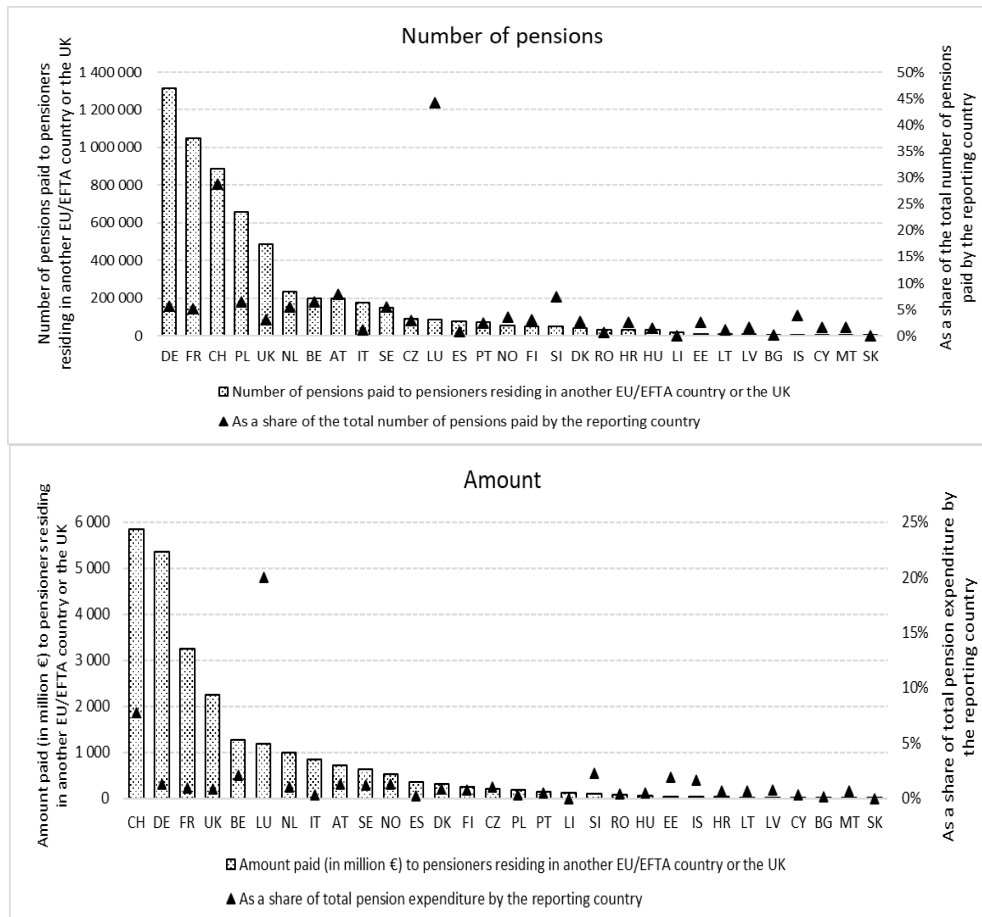 Number of pensions
Number of pensions paid to pensioners
residing in another EU/EFTA country or the UK
1 400 000
1 200 000
1 000 000
800 000
600 000
400 000
200 000
0
50%
45%
40%
35%
30%
25%
20%
15%
10%
5%
0%
As a share of the total number of pensions
paid by the reporting country
DE FR CH PL UK NL BE AT IT SE CZ LU ES PT NO FI SI DK RO HR HU LI EE LT LV BG IS CY MT SK
Number of pensions paid to pensioners residing in another EU/EFTA country or the UK
As a share of the total number of pensions paid by the reporting country
Amount
Amount paid (in million €) to pensioners residing
in another EU/EFTA country or the UK
6 000
5 000
4 000
3 000
2 000
1 000
0
25%
20%
15%
10%
5%
0%
As a share of total pension expenditure by
the reporting country
CH DE FR UK BE LU NL IT AT SE NO ES DK FI CZ PL PT LI SI RO HU EE IS HR LT LV CY BG MT SK
Amount paid (in million €) to pensioners residing in another EU/EFTA country or the UK
As a share of total pension expenditure by the reporting country